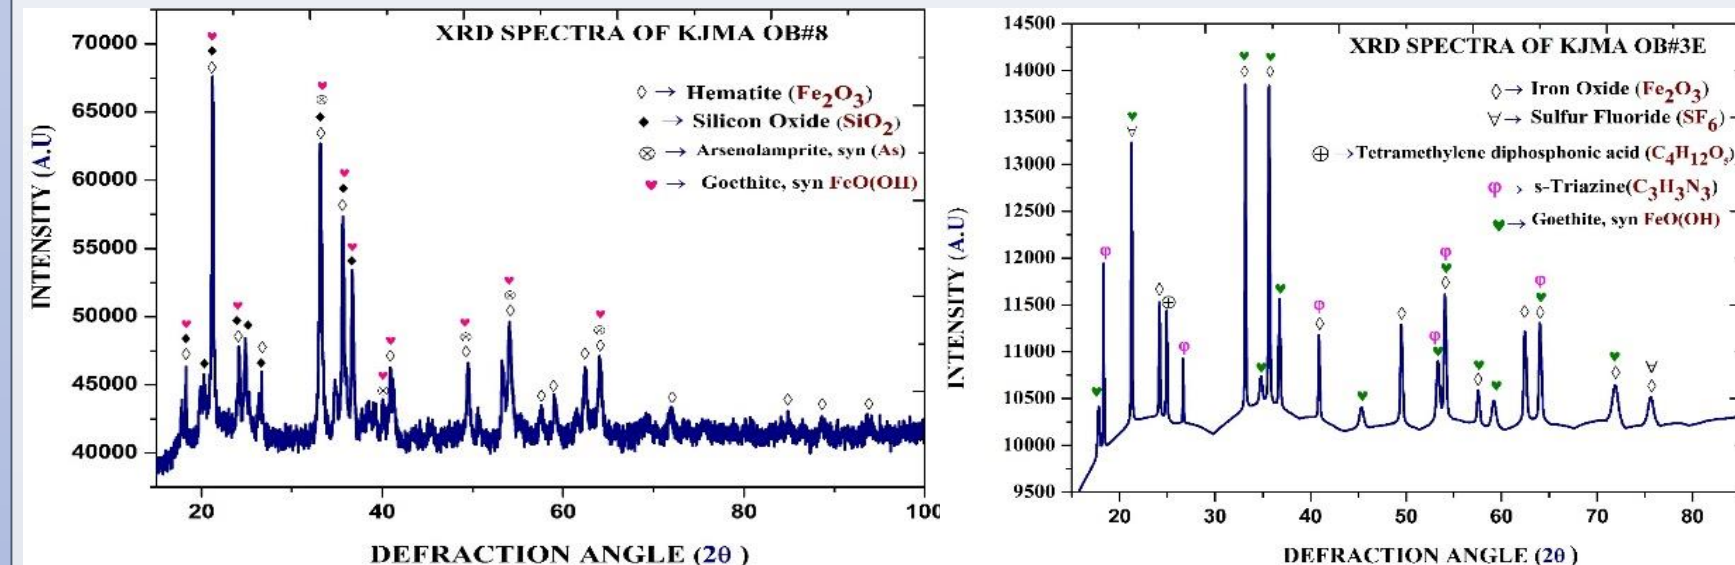 XRD SPECTRA OF KJMA OB#8
◊ → Hematite (Fe₂O₃)
◆ → Silicon Oxide (SiO₂)
⊗ → Arsenolamprite, syn (As)
♥ → Goethite, syn FeO(OH)
INTENSITY (A.U)
70000
65000
60000
55000
50000
45000
40000
20 40 60 80 100
DEFRACTION ANGLE (2θ )
XRD SPECTRA OF KJMA OB#3E
◊→ Iron Oxide (Fe₂O₃)
→ Sulfur Fluoride (SF₆)
⊕ →Tetramethylene diphosphonic acid (C₄H₁₂O₅)
φ → s-Triazine(C₃H₃N₃)
♥→ Goethite, syn FeO(OH)
INTENSITY (A.U
14500
14000
13500
13000
12500
12000
11500
11000
10500
10000
9500
20 30 40 50 60 70 80
DEFRACTION ANGLE (2θ )